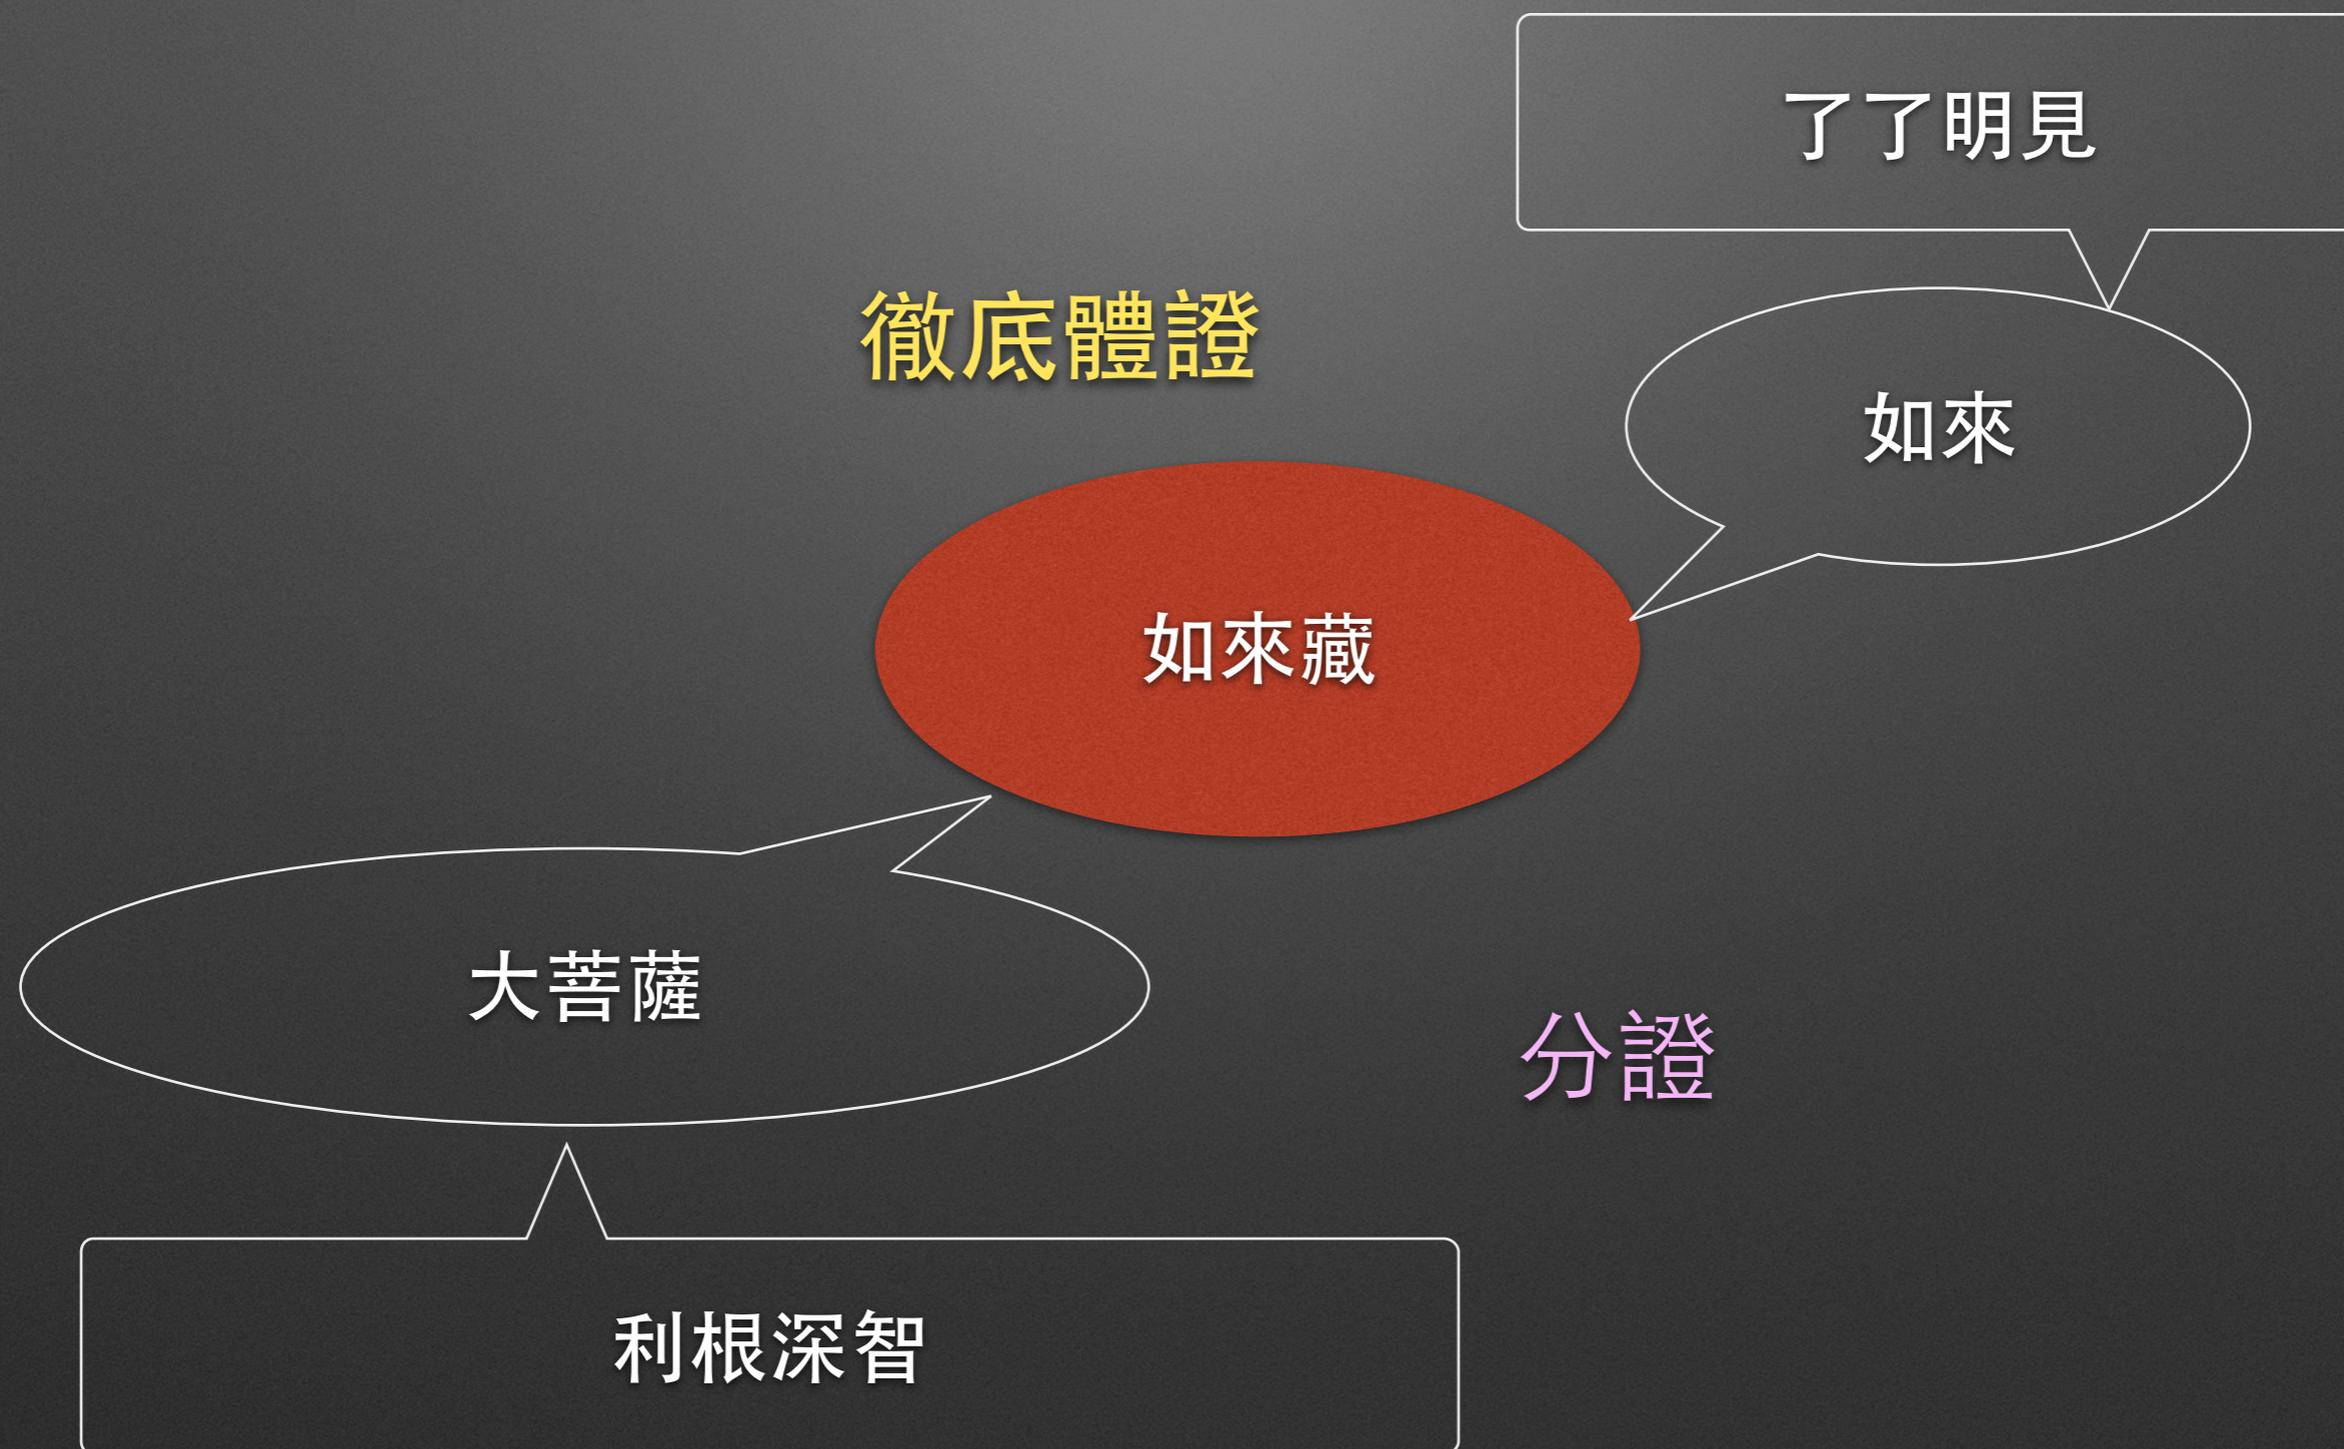 了了明見
徹底體證
如來
如來藏
大菩薩
分證
利根深智